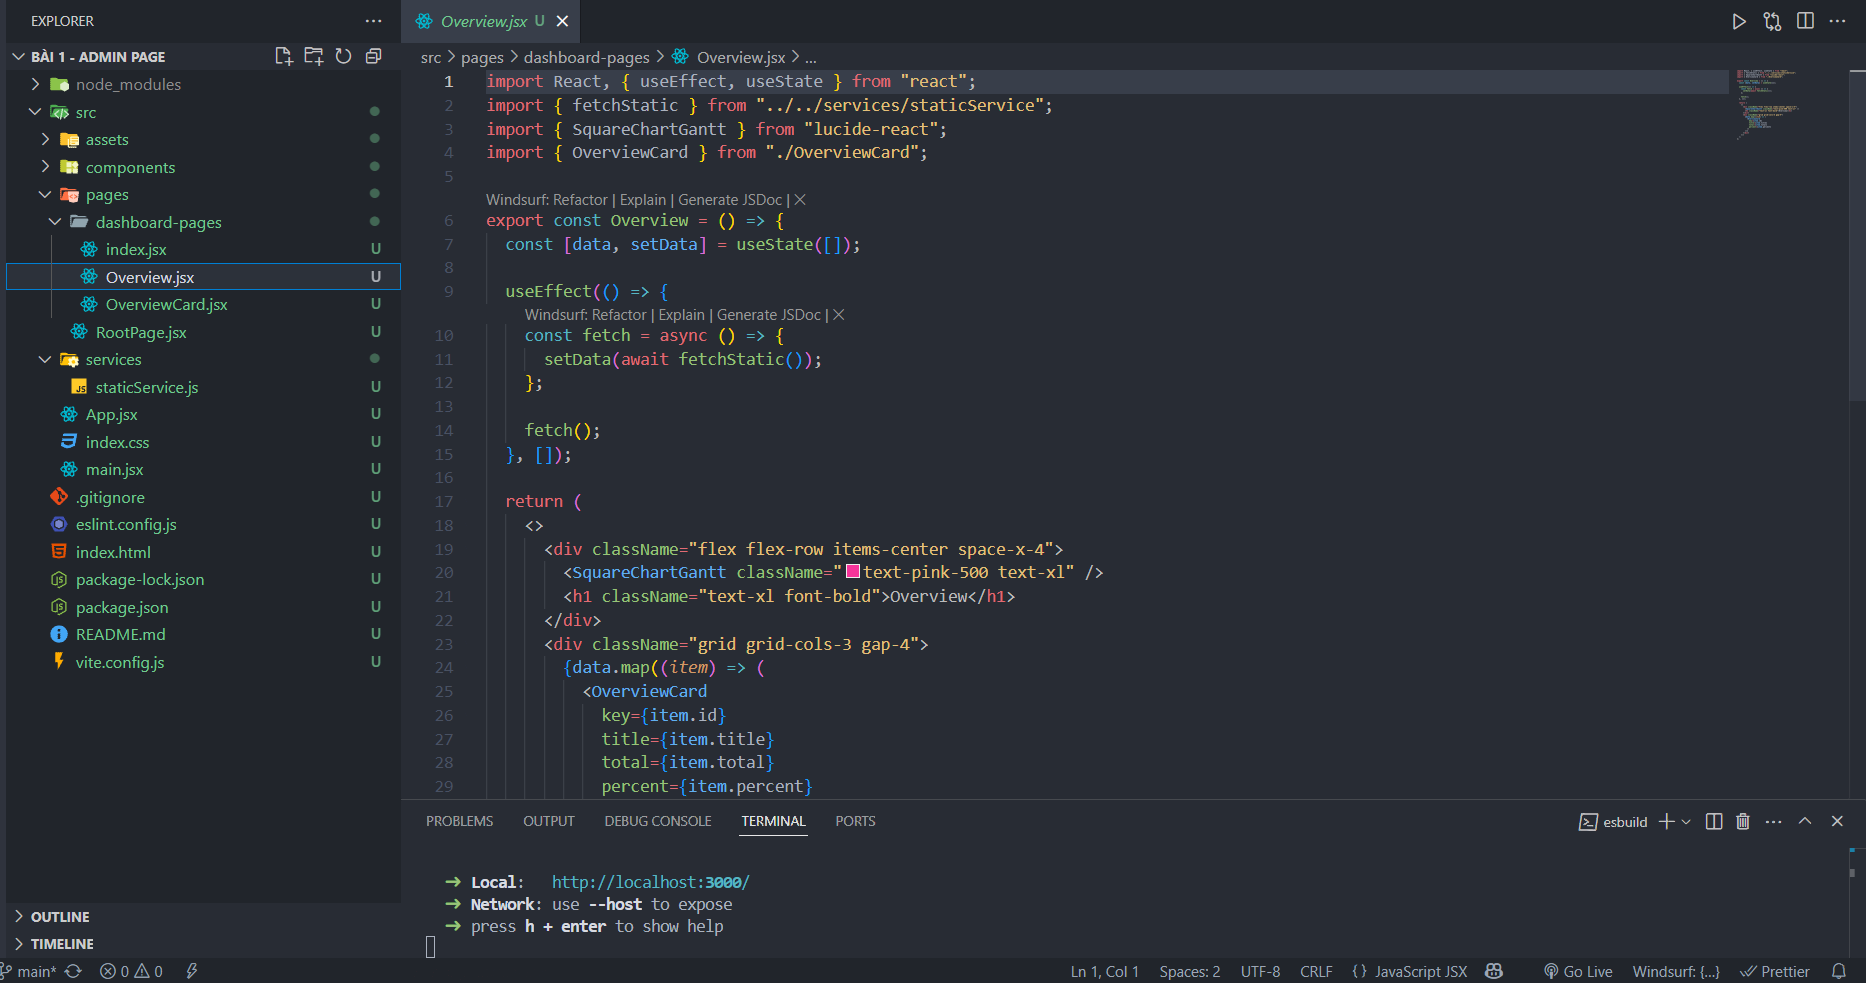 EXPLORER
BÀI 1 - ADMIN PAGE
node_modules
src
assets
components
pages
dashboard-pages
index.jsx U
Overview.jsx U
OverviewCard.jsx U
RootPage.jsx U
services
staticService.js U
App.jsx U
index.css U
main.jsx U
.gitignore U
eslint.config.js U
index.html U
package-lock.json U
package.json U
README.md U
vite.config.js U
OUTLINE
TIMELINE
Overview.jsx U
src > pages > dashboard-pages > Overview.jsx > ...
1 import React, { useEffect, useState } from "react";
2 import { fetchStatic } from "../../services/staticService";
3 import { SquareChartGantt } from "lucide-react";
4 import { OverviewCard } from "./OverviewCard";
5
Windsurf: Refactor | Explain | Generate JSDoc | X
6 export const Overview = () => {
7 const [data, setData] = useState([]);
8
9 useEffect(() => {
Windsurf: Refactor | Explain | Generate JSDoc | X
10 const fetch = async () => {
11 setData(await fetchStatic());
12 };
13
14 fetch();
15 }, []);
16
17 return (
18 <>
19 <div className="flex flex-row items-center space-x-4">
20 <SquareChartGantt className="text-pink-500 text-xl" />
21 <h1 className="text-xl font-bold">Overview</h1>
22 </div>
23 <div className="grid grid-cols-3 gap-4">
24 {data.map((item) => (
25 <OverviewCard
26 key={item.id}
27 title={item.title}
28 total={item.total}
29 percent={item.percent}
PROBLEMS OUTPUT DEBUG CONSOLE TERMINAL PORTS
esbuild
➜ Local: http://localhost:3000/
➜ Network: use --host to expose
➜ press h + enter to show help
main* 0 0
Ln 1, Col 1 Spaces: 2 UTF-8 CRLF {} JavaScript JSX Go Live Windsurf: {...} Prettier